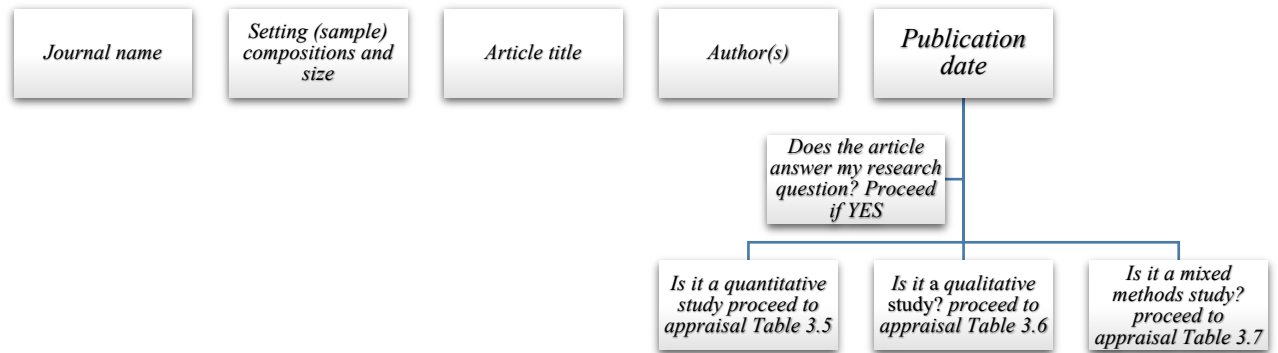 Journal name
Setting (sample)
compositions and
size
Article title
Author(s)
Publication
date
Does the article
answer my research
question? Proceed
if YES
Is it a quantitative
study proceed to
appraisal Table 3.5
Is it a qualitative
study? proceed to
appraisal Table 3.6
Is it a mixed
methods study?
proceed to
appraisal Table 3.7